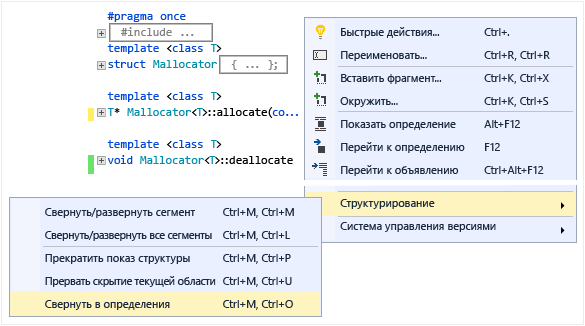 #pragma once
#include ...
template <class T>
struct Mallocator { ... };
template <class T>
T* Mallocator<T>::allocate(co...
template <class T>
void Mallocator<T>::deallocate
Быстрые действия... Ctrl+.
Переименовать... Ctrl+R, Ctrl+R
Вставить фрагмент... Ctrl+K, Ctrl+X
Окружить... Ctrl+K, Ctrl+S
Показать определение Alt+F12
Перейти к определению F12
Перейти к объявлению Ctrl+Alt+F12
Структурирование
Система управления версиями
Свернуть/развернуть сегмент Ctrl+M, Ctrl+M
Свернуть/развернуть все сегменты Ctrl+M, Ctrl+L
Прекратить показ структуры Ctrl+M, Ctrl+P
Прервать скрытие текущей области Ctrl+M, Ctrl+U
Свернуть в определения Ctrl+M, Ctrl+O